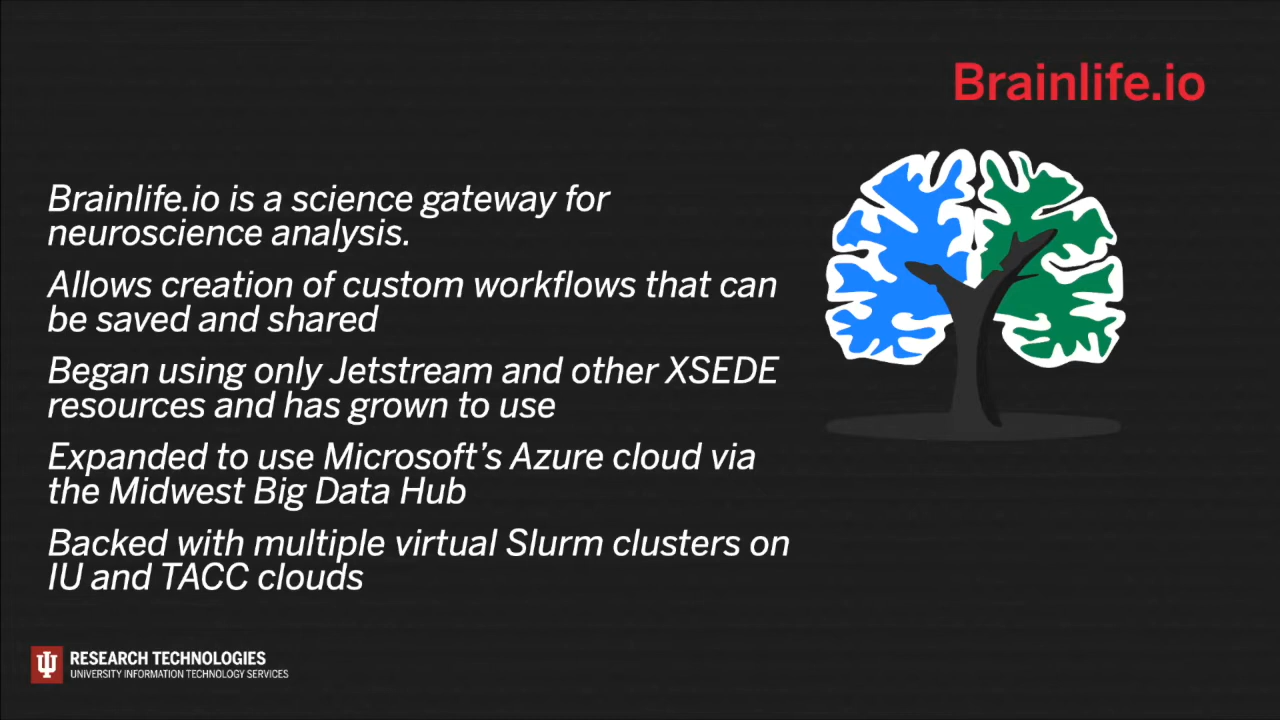 Brainlife.io
Brainlife.io is a science gateway for
neuroscience analysis.
Allows creation of custom workflows that can
be saved and shared
Began using only Jetstream and other XSEDE
resources and has grown to use
Expanded to use Microsoft's Azure cloud via
the Midwest Big Data Hub
Backed with multiple virtual Slurm clusters on
IU and TACC clouds
RESEARCH TECHNOLOGIES
UNIVERSITY INFORMATION TECHNOLOGY SERVICES